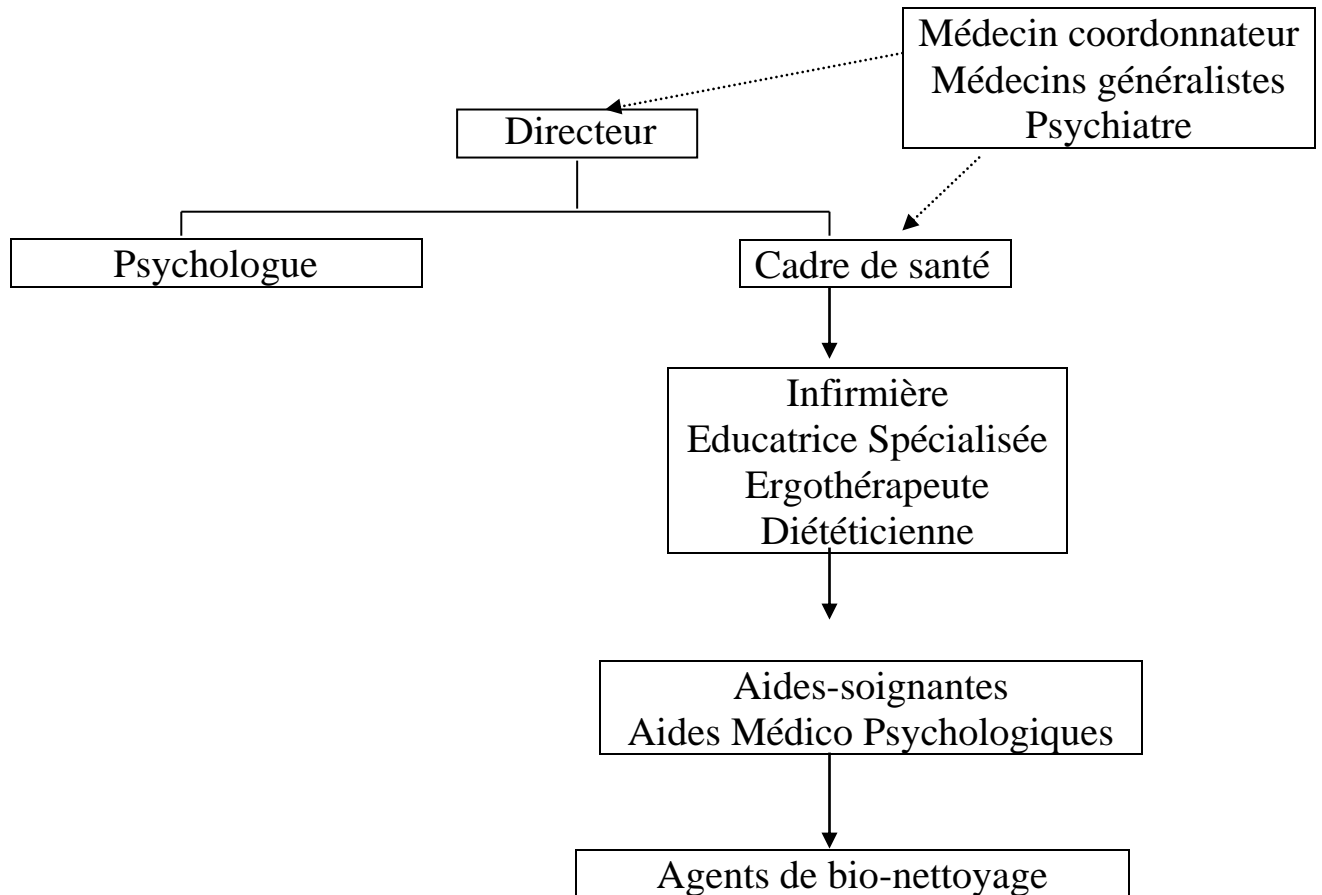 Médecin coordonnateur
Médecins généralistes
Psychiatre
Directeur
Psychologue
Cadre de santé
Infirmière
Educatrice Spécialisée
Ergothérapeute
Diététicienne
Aides-soignantes
Aides Médico Psychologiques
Agents de bio-nettoyage